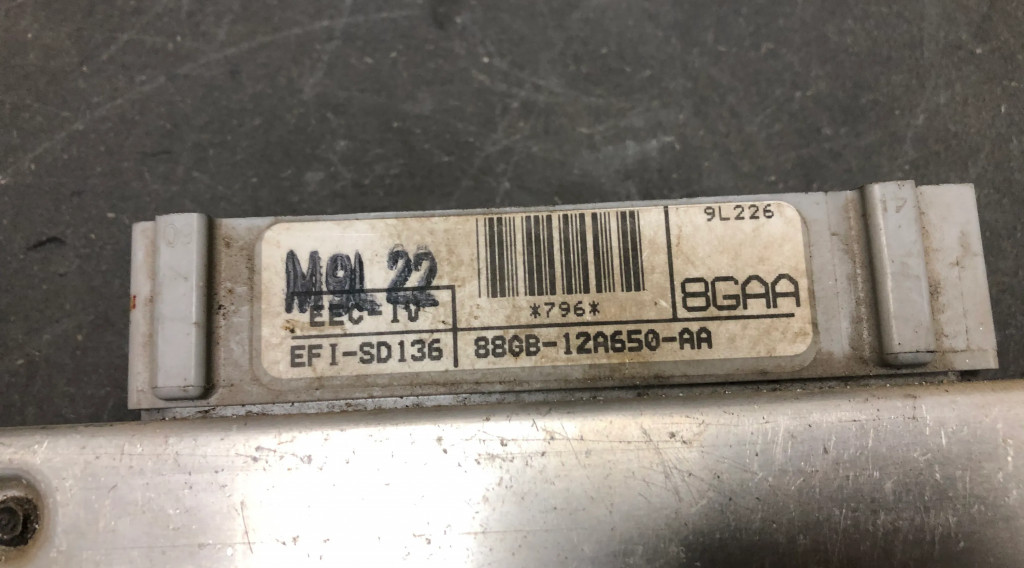 9L226
M9L 22
*796*
8GAA
EEC-IV
EFI-SD136
88GB-12A650-AA